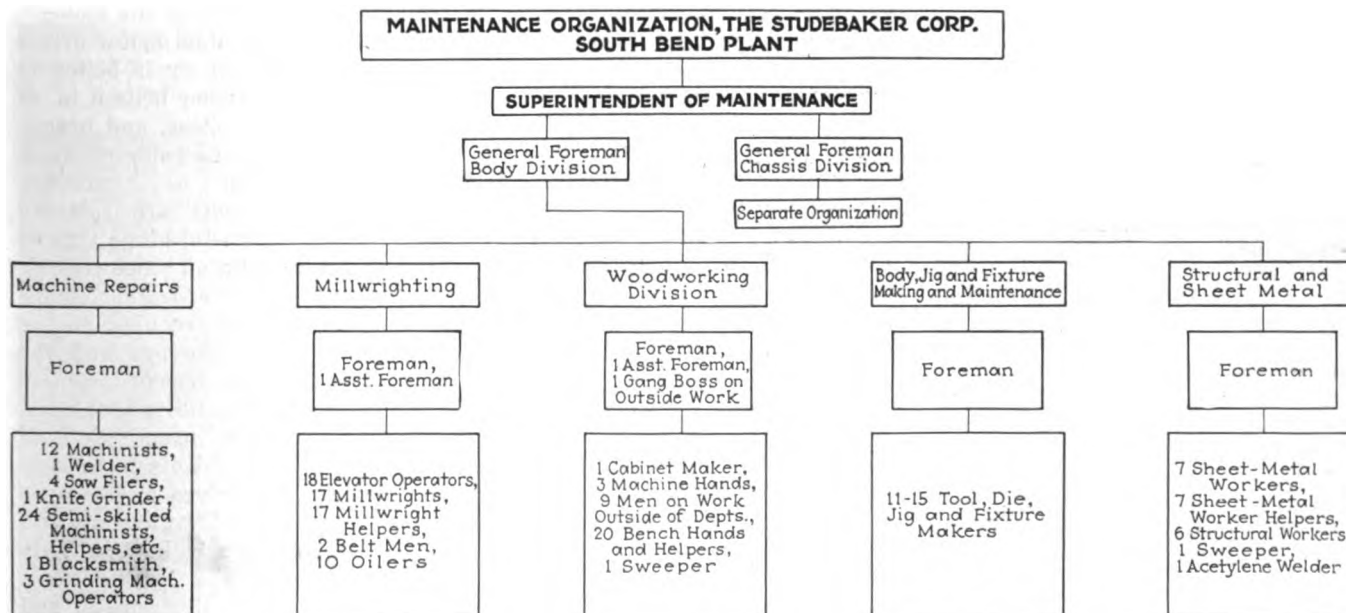 MAINTENANCE ORGANIZATION, THE STUDEBAKER CORP.
SOUTH BEND PLANT
SUPERINTENDENT OF MAINTENANCE
General Foreman
Body Division
General Foreman
Chassis Division
Separate Organization
Machine Repairs
Millwrighting
Woodworking
Division
Body, Jig and Fixture
Making and Maintenance
Structural and
Sheet Metal
Foreman
Foreman,
1 Asst. Foreman
Foreman,
1 Asst. Foreman,
1 Gang Boss on
Outside Work
Foreman
Foreman
12 Machinists,
1 Welder,
4 Saw Filers,
1 Knife Grinder,
24 Semi-skilled
Machinists,
Helpers, etc.
1 Blacksmith,
3 Grinding Mach.
Operators
18 Elevator Operators,
17 Millwrights,
17 Millwright
Helpers,
2 Belt Men,
10 Oilers
1 Cabinet Maker,
3 Machine Hands,
9 Men on Work
Outside of Depts.,
20 Bench Hands
and Helpers,
1 Sweeper
11-15 Tool, Die,
Jig and Fixture
Makers
7 Sheet-Metal
Workers,
7 Sheet-Metal
Worker Helpers,
6 Structural Workers
1 Sweeper,
1 Acetylene Welder